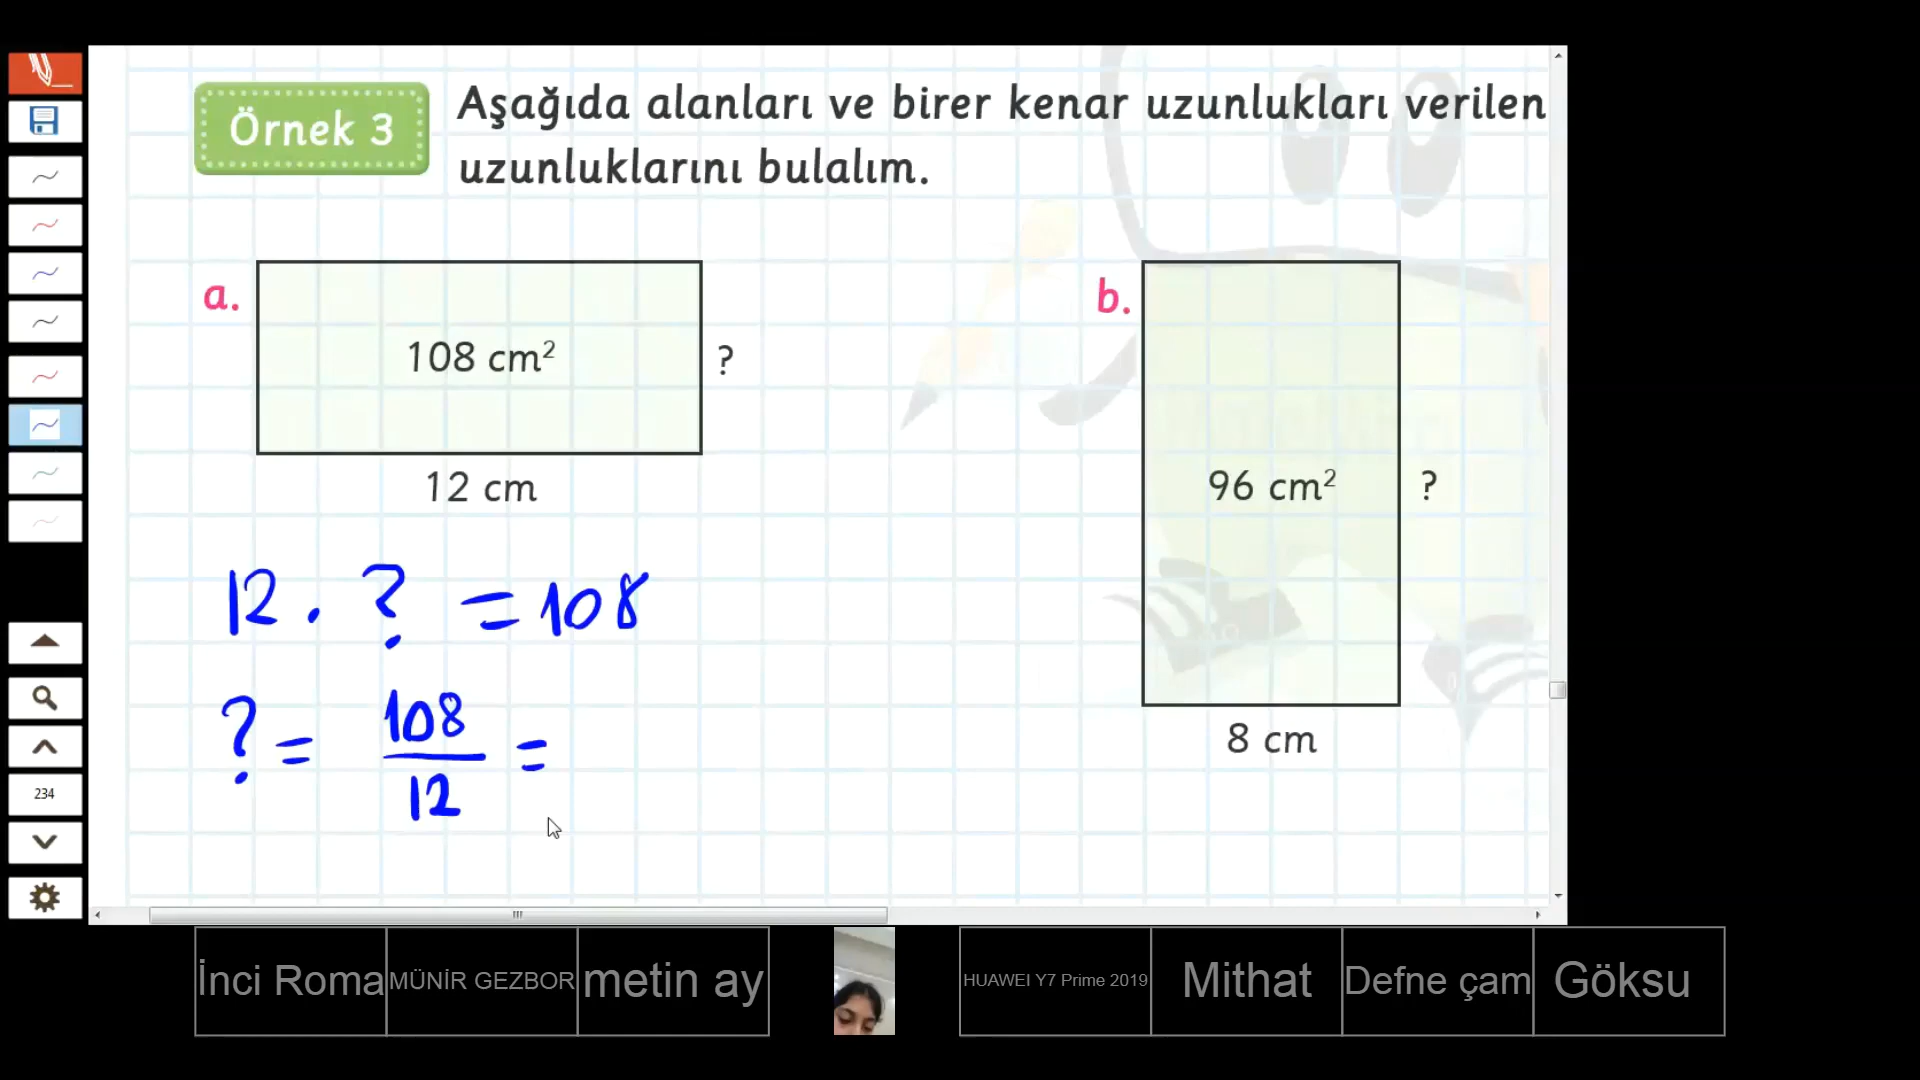 Örnek 3
Aşağıda alanları ve birer kenar uzunlukları verilen
uzunluklarını bulalım.
a.
108 cm²
?
12 cm
b.
96 cm²
?
8 cm
12 . ? = 108
? = 108/12 =
234
İnci Roma
MÜNİR GEZBOR
metin ay
HUAWEI Y7 Prime 2019
Mithat
Defne çam
Göksu